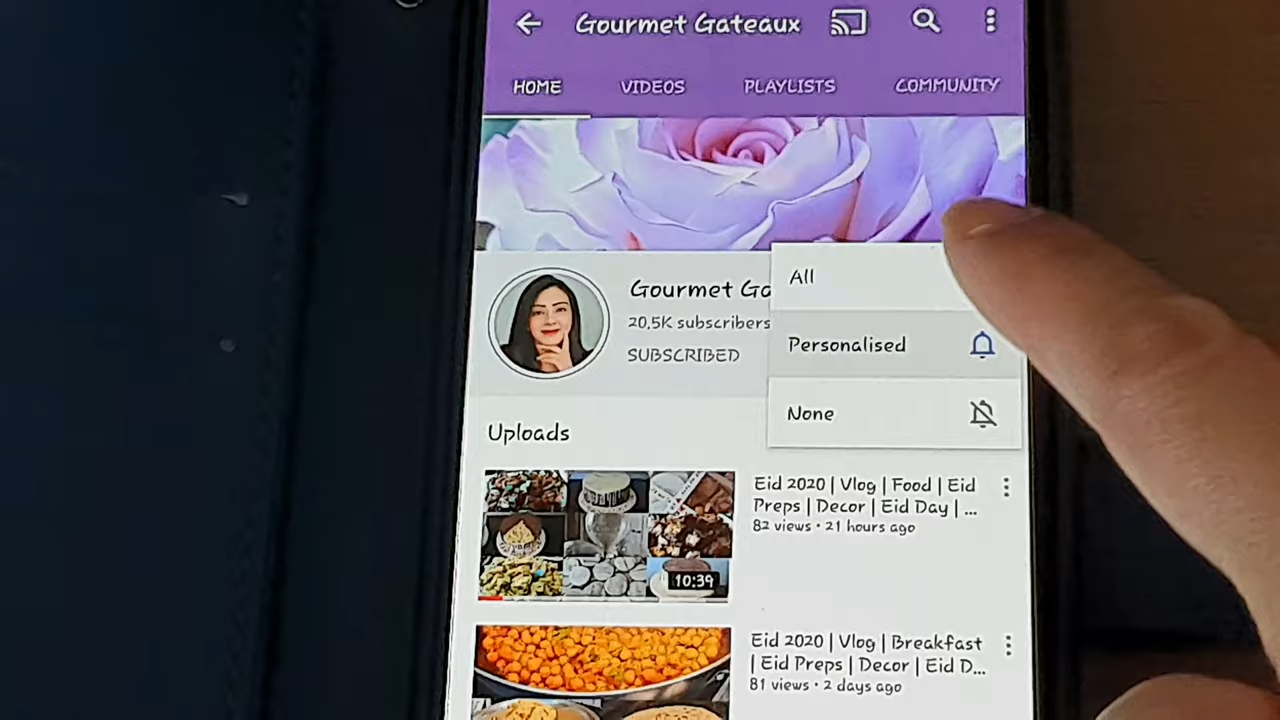 Gourmet Gateaux
HOME VIDEOS PLAYLISTS COMMUNITY
Gourmet Ga
20.5K subscribers
SUBSCRIBED
All
Personalised
None
Uploads
Eid 2020 | Vlog | Food | Eid
Preps | Decor | Eid Day | ...
82 views • 21 hours ago
10:39
Eid 2020 | Vlog | Breakfast
| Eid Preps | Decor | Eid D...
81 views • 2 days ago